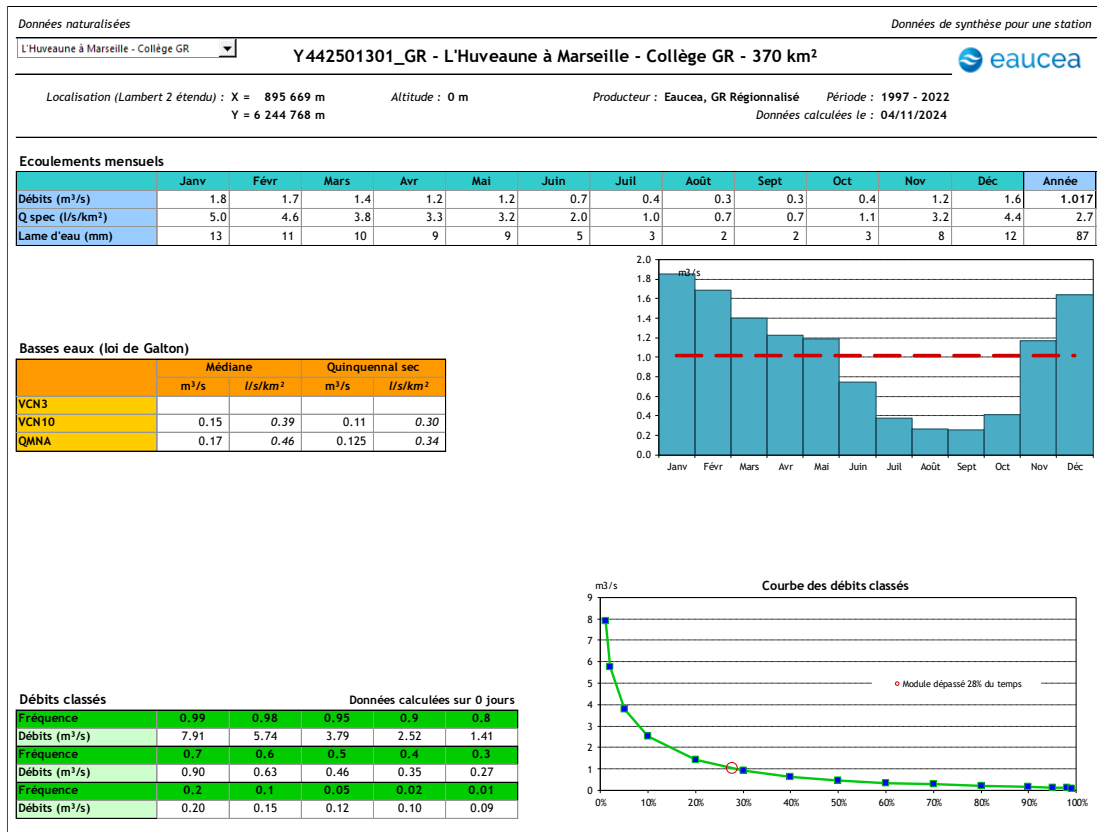 Données naturalisées
Données de synthèse pour une station
L'Huveaune à Marseille - Collège GR
Y442501301_GR - L'Huveaune à Marseille - Collège GR - 370 km²
eaucea
Localisation (Lambert 2 étendu) : X = 895 669 m Altitude : 0 m Producteur : Eaucea, GR Régionnalisé Période : 1997 - 2022
Y = 6 244 768 m Données calculées le : 04/11/2024
Ecoulements mensuels
Janv Févr Mars Avr Mai Juin Juil Août Sept Oct Nov Déc Année
Débits (m³/s) 1.8 1.7 1.4 1.2 1.2 0.7 0.4 0.3 0.3 0.4 1.2 1.6 1.017
Q spec (l/s/km²) 5.0 4.6 3.8 3.3 3.2 2.0 1.0 0.7 0.7 1.1 3.2 4.4 2.7
Lame d'eau (mm) 13 11 10 9 9 5 3 2 2 3 8 12 87
m3/s
2.0
1.8
1.6
1.4
1.2
1.0
0.8
0.6
0.4
0.2
0.0
Janv Févr Mars Avr Mai Juin Juil Août Sept Oct Nov Déc
Basses eaux (loi de Galton)
Médiane Quinquennal sec
m³/s l/s/km² m³/s l/s/km²
VCN3
VCN10 0.15 0.39 0.11 0.30
QMNA 0.17 0.46 0.125 0.34
m3/s
Courbe des débits classés
9
8
7
6
5
4
3
2
1
0
Module dépassé 28% du temps
0% 10% 20% 30% 40% 50% 60% 70% 80% 90% 100%
Débits classés Données calculées sur 0 jours
Fréquence 0.99 0.98 0.95 0.9 0.8
Débits (m³/s) 7.91 5.74 3.79 2.52 1.41
Fréquence 0.7 0.6 0.5 0.4 0.3
Débits (m³/s) 0.90 0.63 0.46 0.35 0.27
Fréquence 0.2 0.1 0.05 0.02 0.01
Débits (m³/s) 0.20 0.15 0.12 0.10 0.09